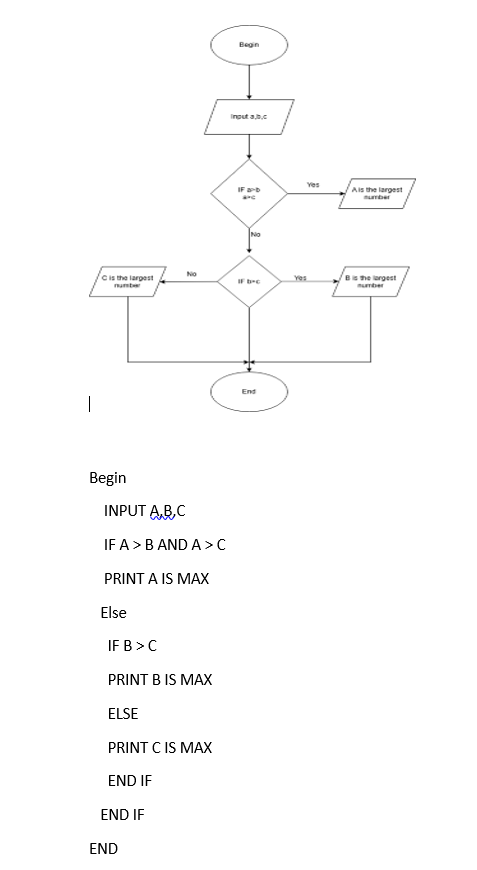 Begin
Input a,b,c
IF a>b
a>c
Yes
A is the largest
number
No
C is the largest
number
No
IF b>c
Yes
B is the largest
number
End
Begin
INPUT A,B,C
IF A > B AND A > C
PRINT A IS MAX
Else
IF B > C
PRINT B IS MAX
ELSE
PRINT C IS MAX
END IF
END IF
END